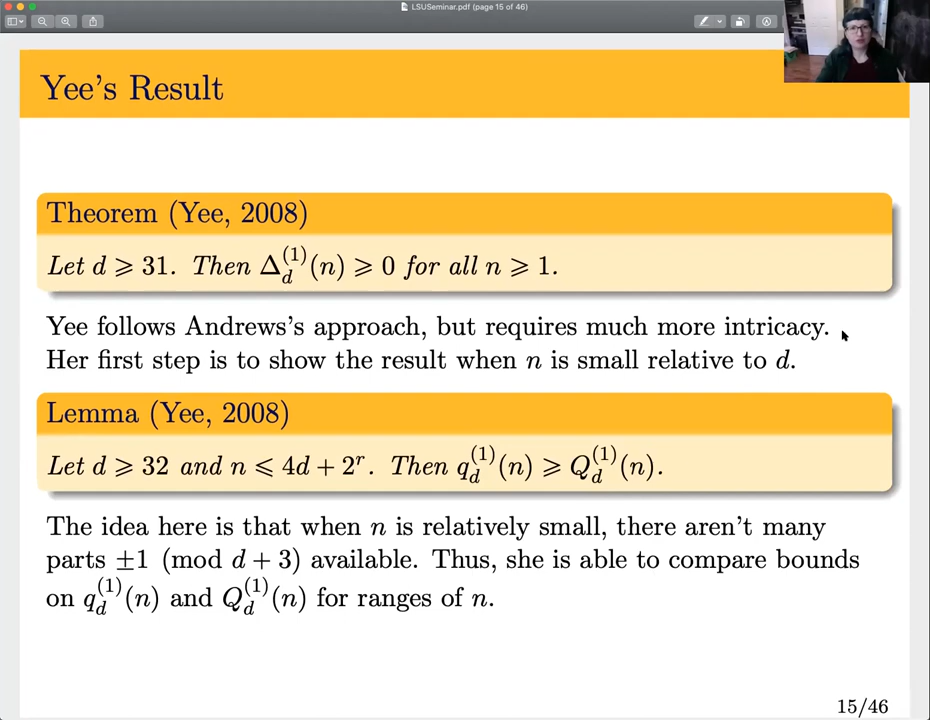 LSUSeminar.pdf (page 15 of 46)
Yee's Result
Theorem (Yee, 2008)
Let d ⩾ 31. Then Δ_d^{(1)}(n) ⩾ 0 for all n ⩾ 1.
Yee follows Andrews's approach, but requires much more intricacy.
Her first step is to show the result when n is small relative to d.
Lemma (Yee, 2008)
Let d ⩾ 32 and n ⩽ 4d + 2^r. Then q_d^{(1)}(n) ⩾ Q_d^{(1)}(n).
The idea here is that when n is relatively small, there aren't many
parts ±1 (mod d + 3) available. Thus, she is able to compare bounds
on q_d^{(1)}(n) and Q_d^{(1)}(n) for ranges of n.
15/46